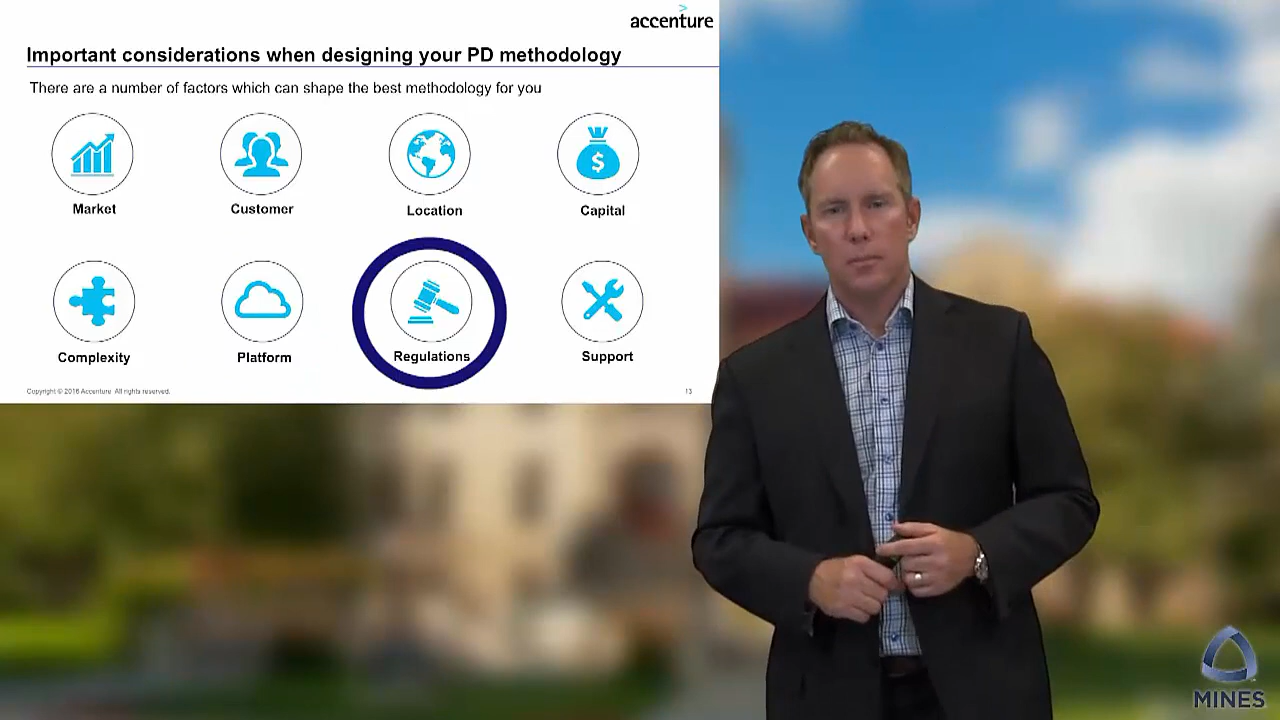 accenture
Important considerations when designing your PD methodology
There are a number of factors which can shape the best methodology for you
Market
Customer
Location
Capital
$
Complexity
Platform
Regulations
Support
Copyright © 2016 Accenture All rights reserved.
13
MINES